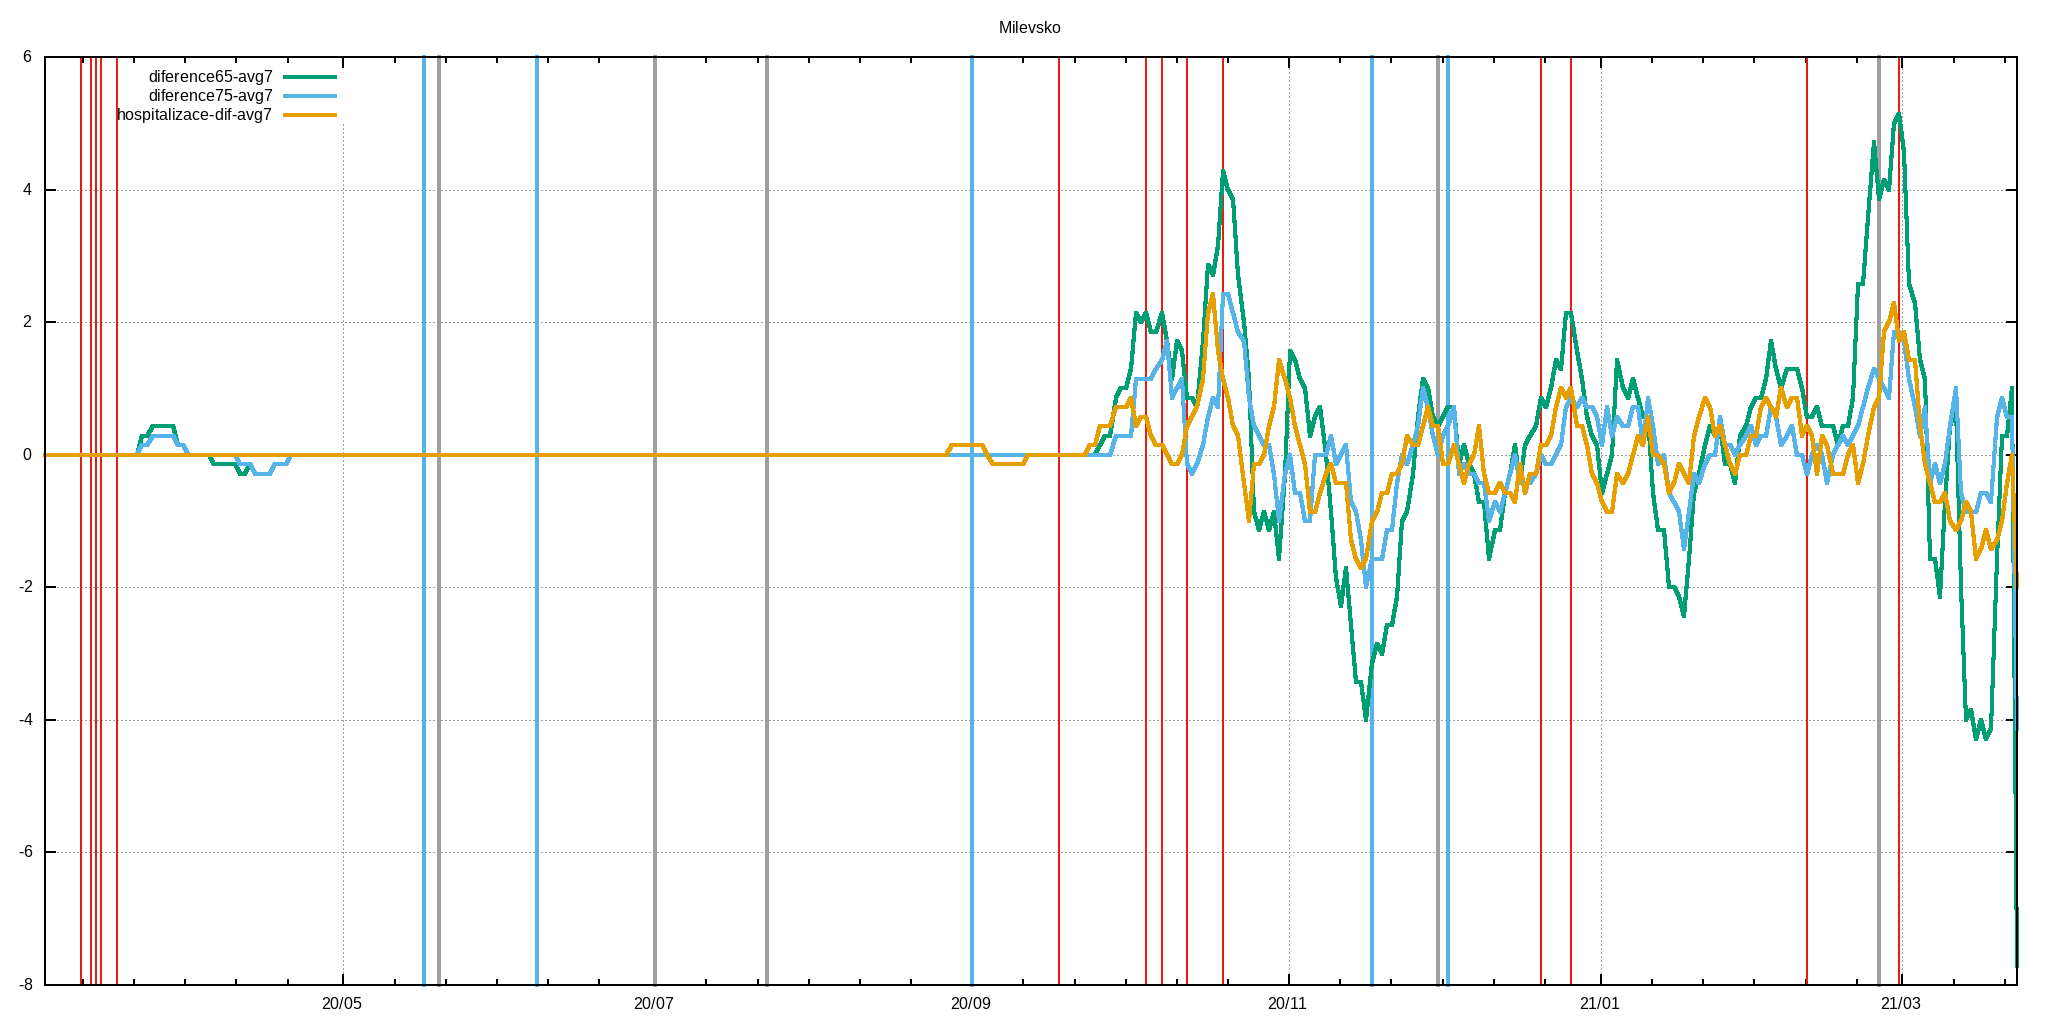 Milevsko
6
diference65-avg7
diference75-avg7
hospitalizace-dif-avg7
4
2
0
-2
-4
-6
-8
20/05 20/07 20/09 20/11 21/01 21/03